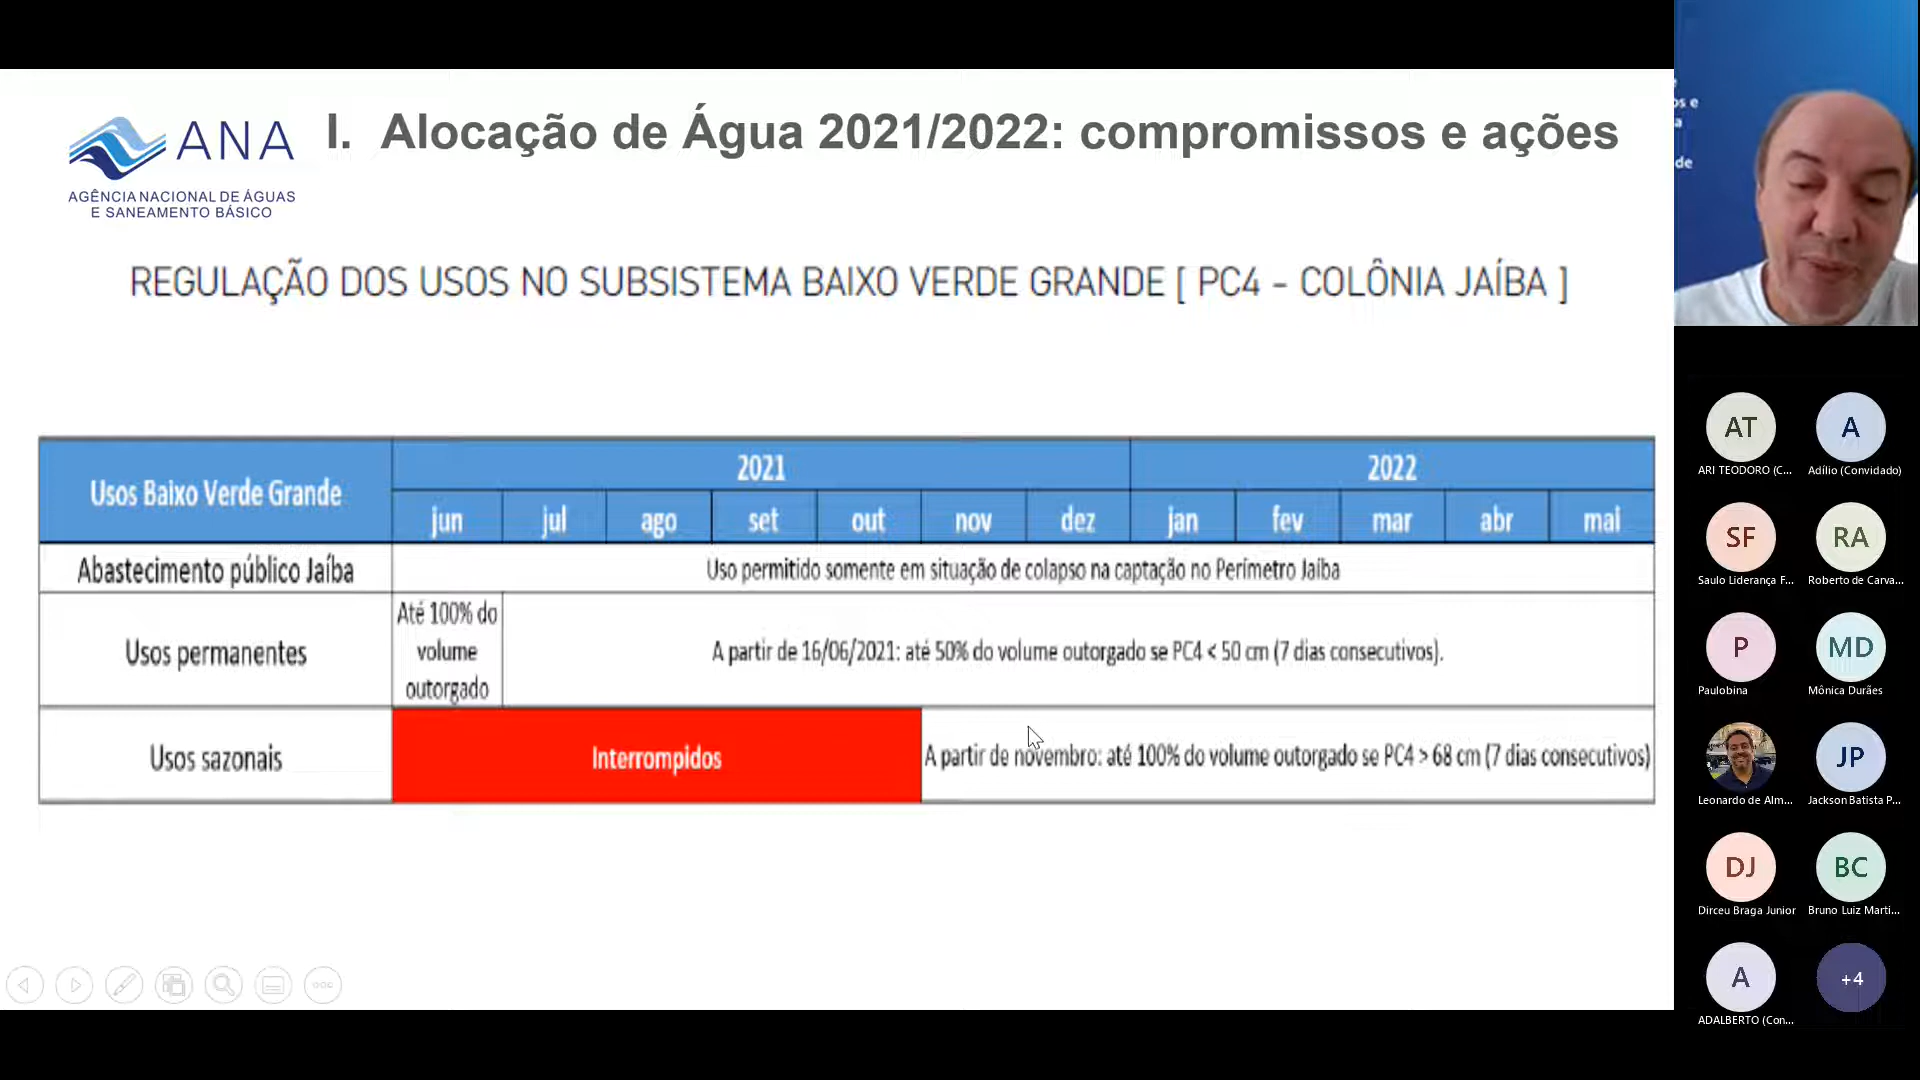 ANA
AGÊNCIA NACIONAL DE ÁGUAS
E SANEAMENTO BÁSICO
I. Alocação de Água 2021/2022: compromissos e ações
REGULAÇÃO DOS USOS NO SUBSISTEMA BAIXO VERDE GRANDE [ PC4 - COLÔNIA JAÍBA ]
Usos Baixo Verde Grande
2021
2022
jun jul ago set out nov dez jan fev mar abr mai
Abastecimento público Jaíba
Uso permitido somente em situação de colapso na captação no Perímetro Jaíba
Usos permanentes
Até 100% do
volume
outorgado
A partir de 16/06/2021: até 50% do volume outorgado se PC4 < 50 cm (7 dias consecutivos).
Usos sazonais
Interrompidos
A partir de novembro: até 100% do volume outorgado se PC4 > 68 cm (7 dias consecutivos)
os e
de
AT
ARI TEODORO (C...
A
Adílio (Convidado)
SF
Saulo Liderança F...
RA
Roberto de Carva...
P
Paulobina
MD
Mônica Durães
Leonardo de Alm...
JP
Jackson Batista P...
DJ
Dirceu Braga Junior
BC
Bruno Luiz Marti...
A
ADALBERTO (Con...
+4